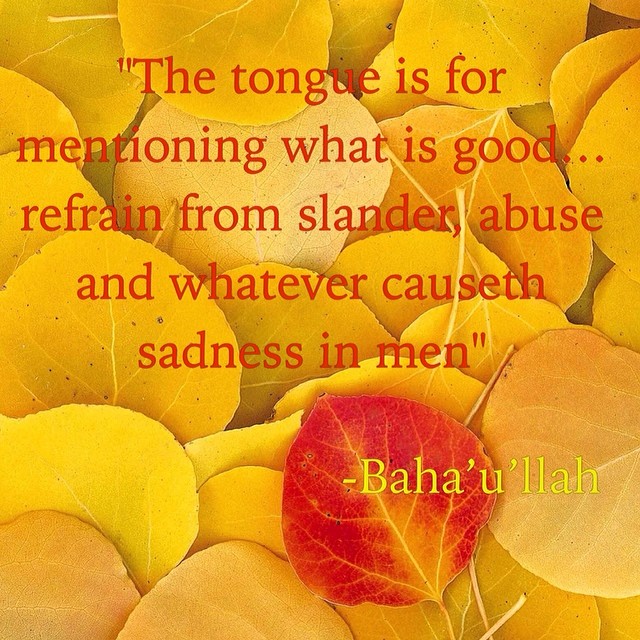 "The tongue is for
mentioning what is good...
refrain from slander, abuse
and whatever causeth
sadness in men"
-Baha’u’llah